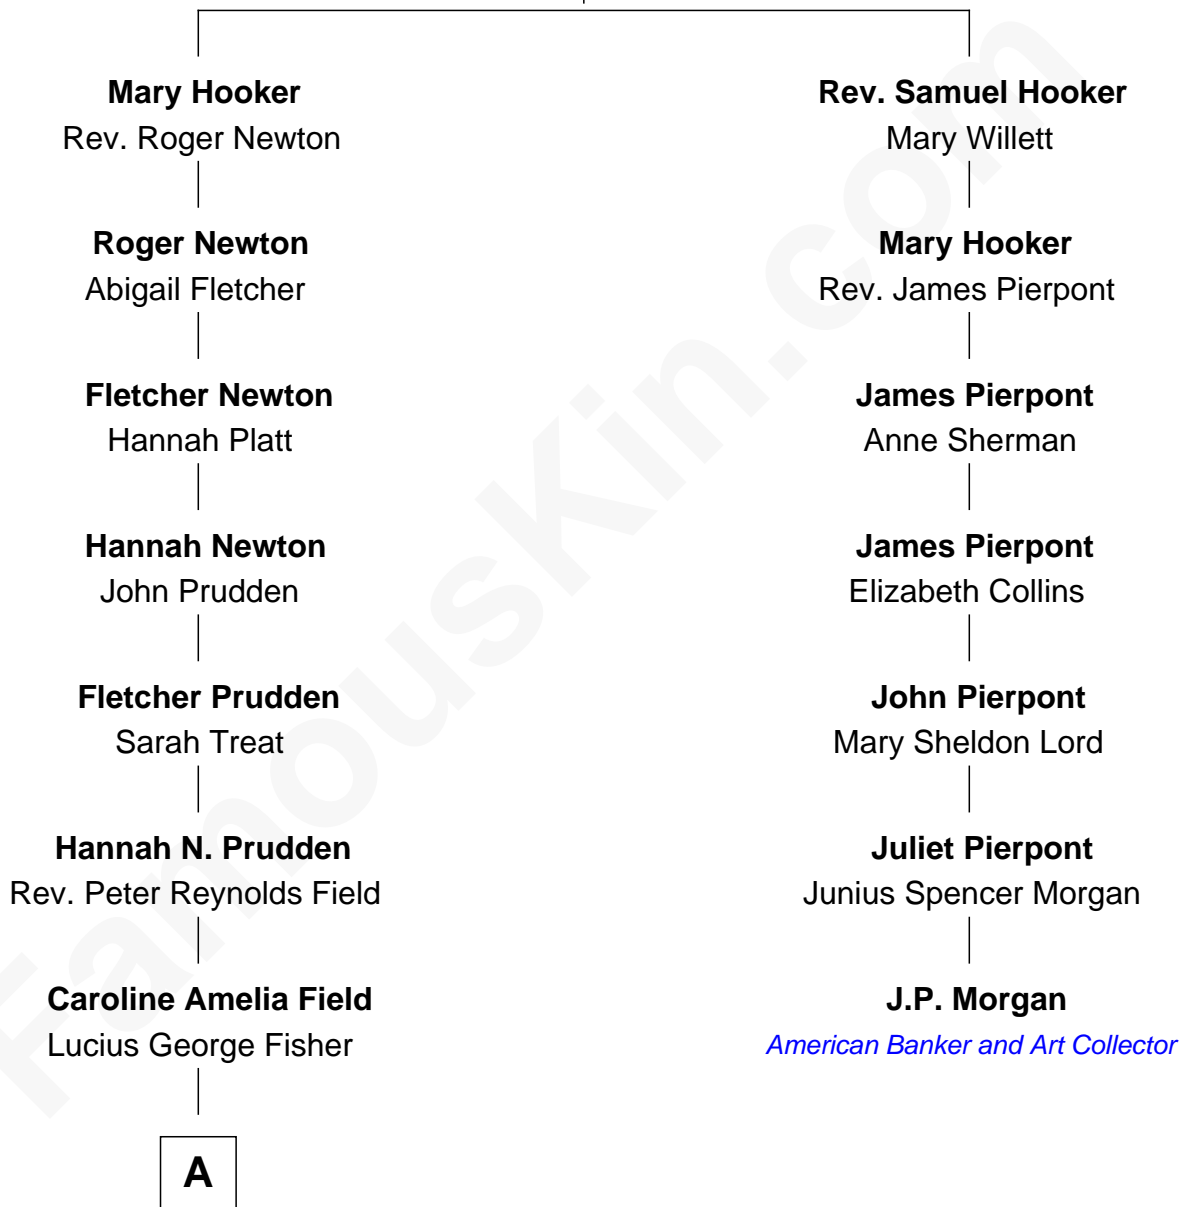 Mary Hooker
Rev. Roger Newton
Roger Newton
Abigail Fletcher
Fletcher Newton
Hannah Platt
Hannah Newton
John Prudden
Fletcher Prudden
Sarah Treat
Hannah N. Prudden
Rev. Peter Reynolds Field
Caroline Amelia Field
Lucius George Fisher
A
Rev. Samuel Hooker
Mary Willett
Mary Hooker
Rev. James Pierpont
James Pierpont
Anne Sherman
James Pierpont
Elizabeth Collins
John Pierpont
Mary Sheldon Lord
Juliet Pierpont
Junius Spencer Morgan
J.P. Morgan
American Banker and Art Collector
FamousKin.com